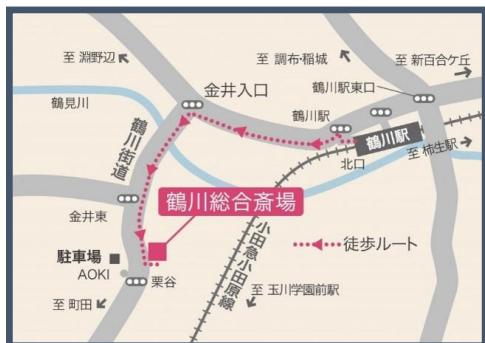 至 淵野辺
至 調布・稲城
至 新百合ケ丘
金井入口
鶴川駅東口
鶴見川
鶴川駅
鶴川駅
至 柿生駅
北口
鶴川街道
鶴川総合斎場
金井東
小田急小田原線
徒歩ルート
駐車場
AOKI
栗谷
至 玉川学園前駅
至 町田